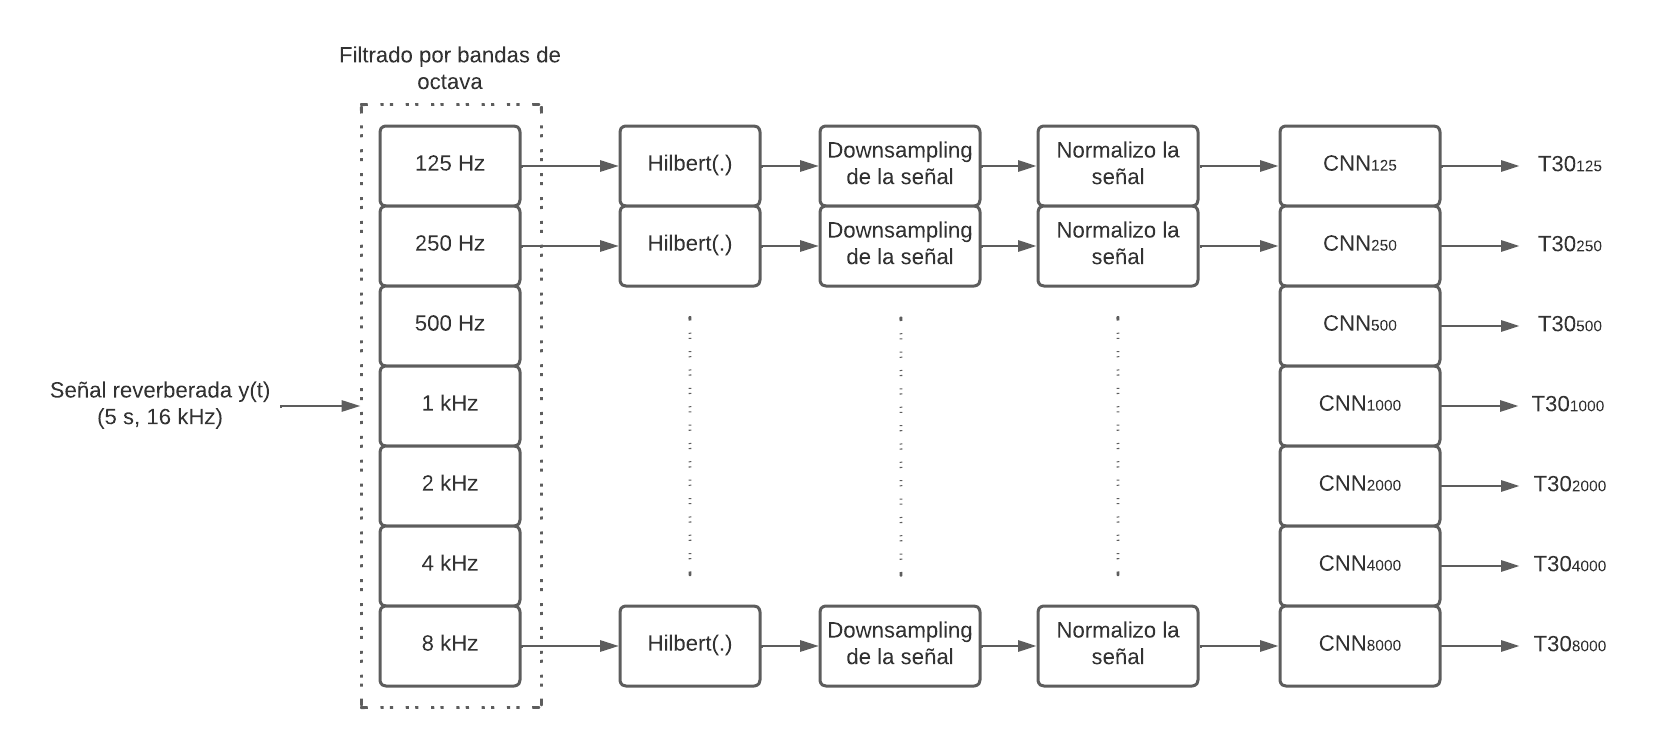 Filtrado por bandas de
octava
Señal reverberada y(t)
(5 s, 16 kHz)
125 Hz
Hilbert(.)
Downsampling
de la señal
Normalizo la
señal
CNN125
T30125
250 Hz
Hilbert(.)
Downsampling
de la señal
Normalizo la
señal
CNN250
T30250
500 Hz
CNN500
T30500
1 kHz
CNN1000
T301000
2 kHz
CNN2000
T302000
4 kHz
CNN4000
T304000
8 kHz
Hilbert(.)
Downsampling
de la señal
Normalizo la
señal
CNN8000
T308000